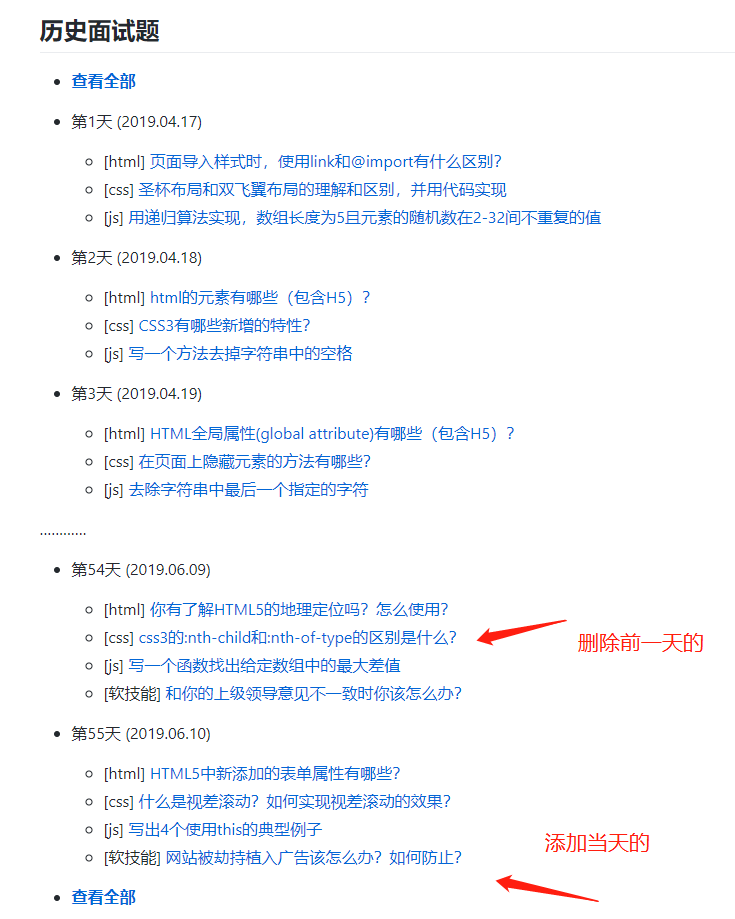 历史面试题
查看全部
第1天 (2019.04.17)
[html] 页面导入样式时，使用link和@import有什么区别？
[css] 圣杯布局和双飞翼布局的理解和区别，并用代码实现
[js] 用递归算法实现，数组长度为5且元素的随机数在2-32间不重复的值
第2天 (2019.04.18)
[html] html的元素有哪些（包含H5）？
[css] CSS3有哪些新增的特性？
[js] 写一个方法去掉字符串中的空格
第3天 (2019.04.19)
[html] HTML全局属性(global attribute)有哪些（包含H5）？
[css] 在页面上隐藏元素的方法有哪些？
[js] 去除字符串中最后一个指定的字符
............
第54天 (2019.06.09)
[html] 你有了解HTML5的地理定位吗？怎么使用？
[css] css3的:nth-child和:nth-of-type的区别是什么？
删除前一天的
[js] 写一个函数找出给定数组中的最大差值
[软技能] 和你的上级领导意见不一致时你该怎么办？
第55天 (2019.06.10)
[html] HTML5中新添加的表单属性有哪些？
[css] 什么是视差滚动？如何实现视差滚动的效果？
[js] 写出4个使用this的典型例子
添加当天的
[软技能] 网站被劫持植入广告该怎么办？如何防止？
查看全部